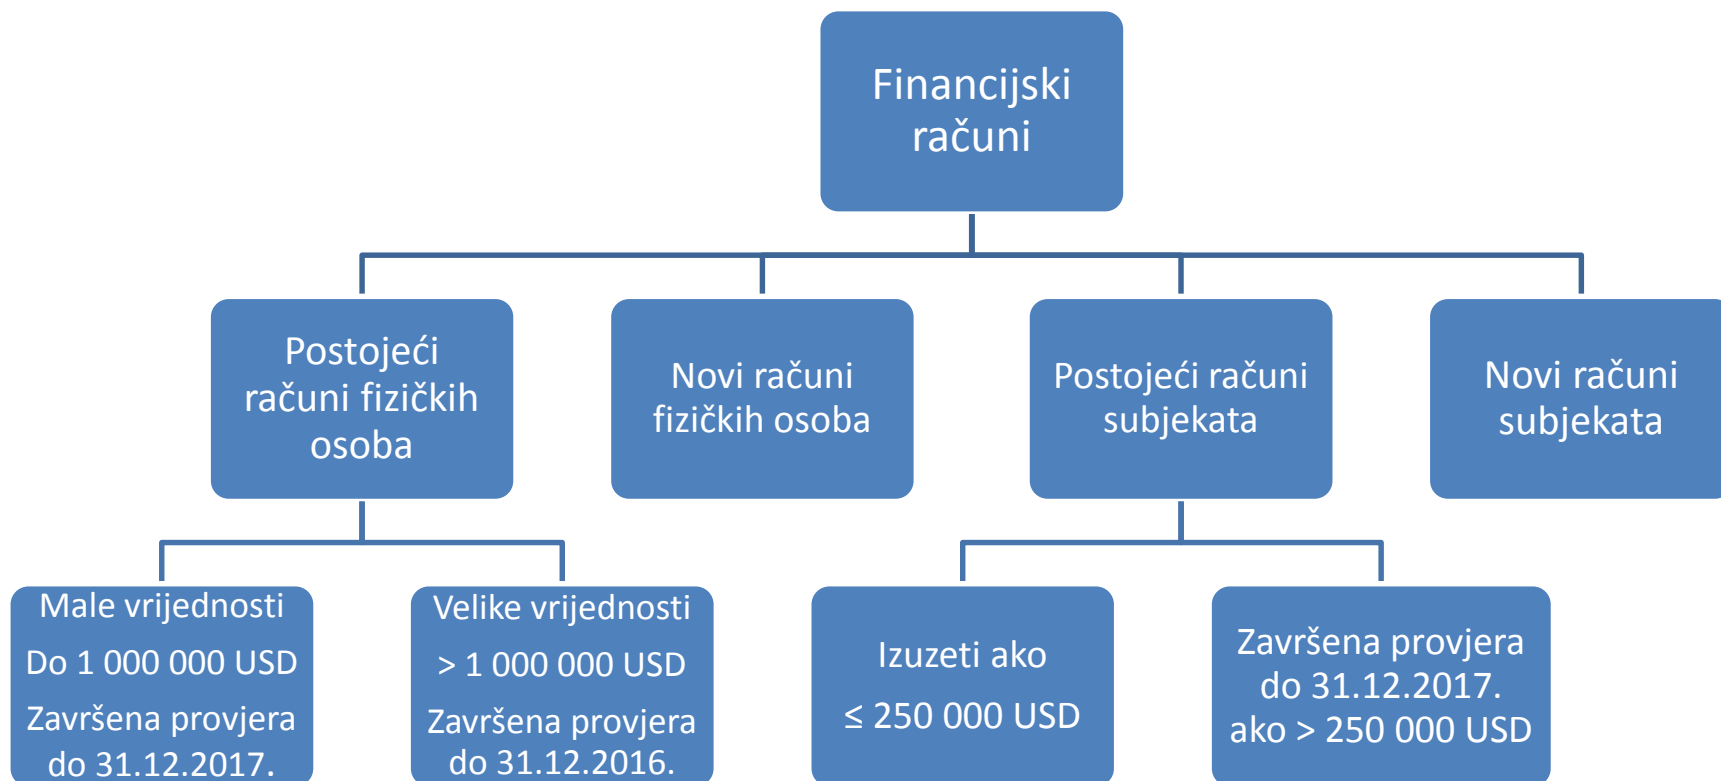 Financijski
računi
Postojeći
računi fizičkih
osoba
Novi računi
fizičkih osoba
Postojeći računi
subjekata
Novi računi
subjekata
Male vrijednosti
Do 1 000 000 USD
Završena provjera
do 31.12.2017.
Velike vrijednosti
> 1 000 000 USD
Završena provjera
do 31.12.2016.
Izuzeti ako
≤ 250 000 USD
Završena provjera
do 31.12.2017.
ako > 250 000 USD